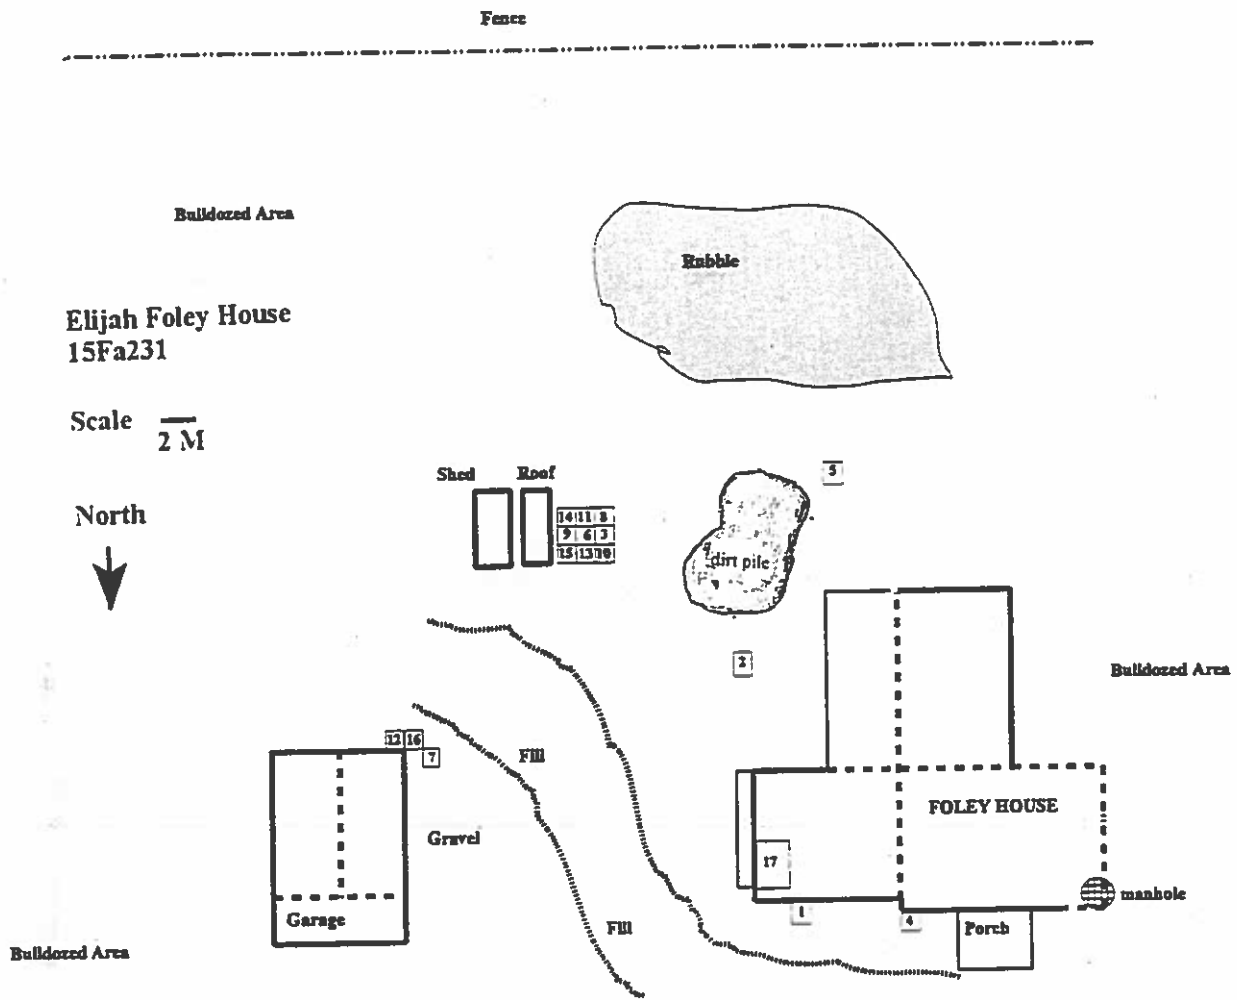 Fence
Bulldozed Area
Rubble
Elijah Foley House
15Fa231
Scale
2 M
North
Shed
Roof
5
14 11 8
9 6 3
15 13 10
dirt pile
2
Bulldozed Area
12 16
7
Fill
FOLEY HOUSE
Gravel
17
manhole
Garage
1
4
Porch
Fill
Bulldozed Area